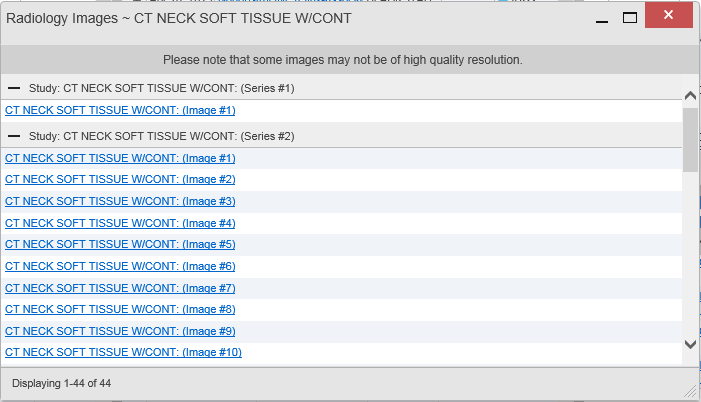 Radiology Images ~ CT NECK SOFT TISSUE W/CONT
Please note that some images may not be of high quality resolution.
Study: CT NECK SOFT TISSUE W/CONT: (Series #1)
CT NECK SOFT TISSUE W/CONT: (Image #1)
Study: CT NECK SOFT TISSUE W/CONT: (Series #2)
CT NECK SOFT TISSUE W/CONT: (Image #1)
CT NECK SOFT TISSUE W/CONT: (Image #2)
CT NECK SOFT TISSUE W/CONT: (Image #3)
CT NECK SOFT TISSUE W/CONT: (Image #4)
CT NECK SOFT TISSUE W/CONT: (Image #5)
CT NECK SOFT TISSUE W/CONT: (Image #6)
CT NECK SOFT TISSUE W/CONT: (Image #7)
CT NECK SOFT TISSUE W/CONT: (Image #8)
CT NECK SOFT TISSUE W/CONT: (Image #9)
CT NECK SOFT TISSUE W/CONT: (Image #10)
Displaying 1-44 of 44